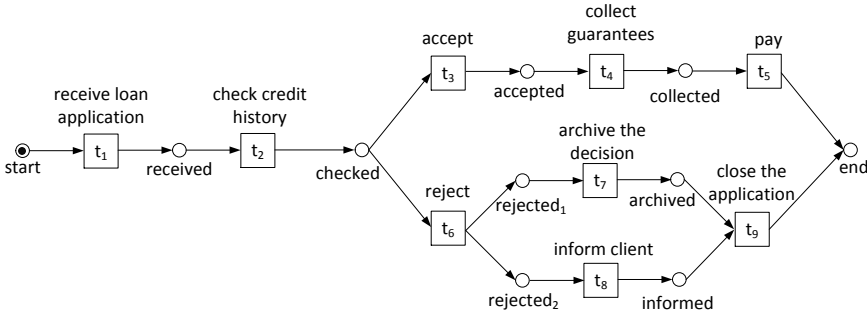 collect
guarantees
accept
pay
t3
t4
t5
accepted
collected
receive loan
application
check credit
history
t1
t2
start
received
checked
archive the
decision
t7
rejected1
archived
close the
application
end
reject
t6
t9
inform client
t8
rejected2
informed